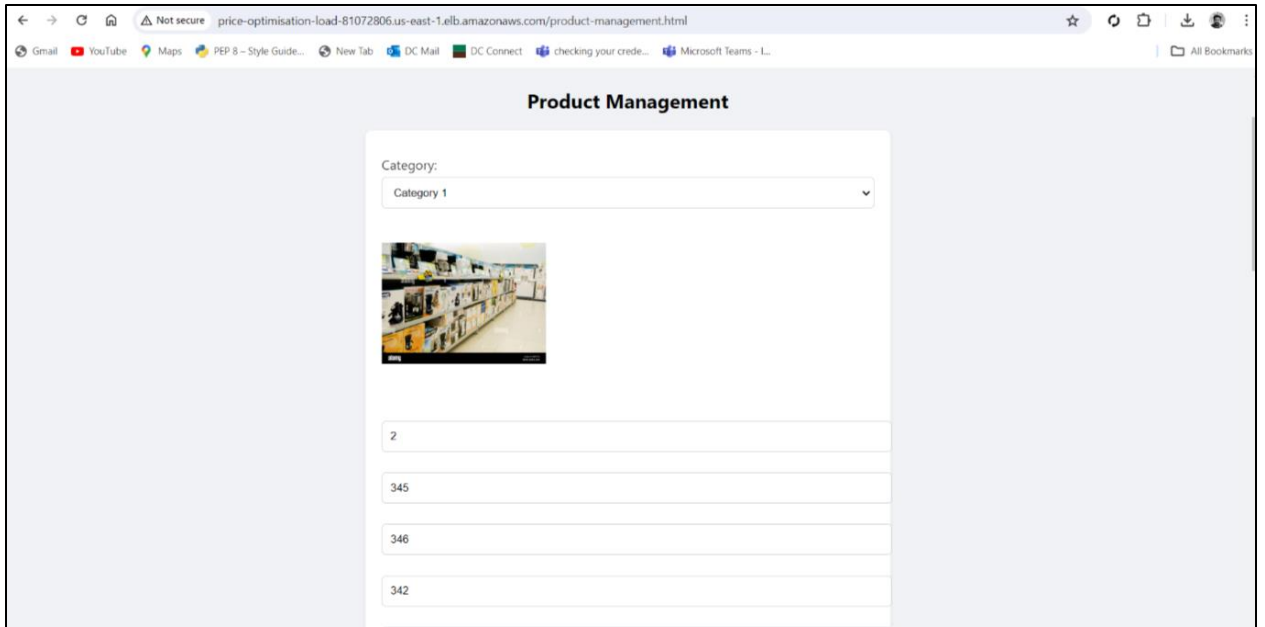 Not secure price-optimisation-load-81072806.us-east-1.elb.amazonaws.com/product-management.html
Gmail YouTube Maps PEP 8 – Style Guide... New Tab DC Mail DC Connect checking your crede... Microsoft Teams - I... All Bookmarks
Product Management
Category:
Category 1
2
345
346
342